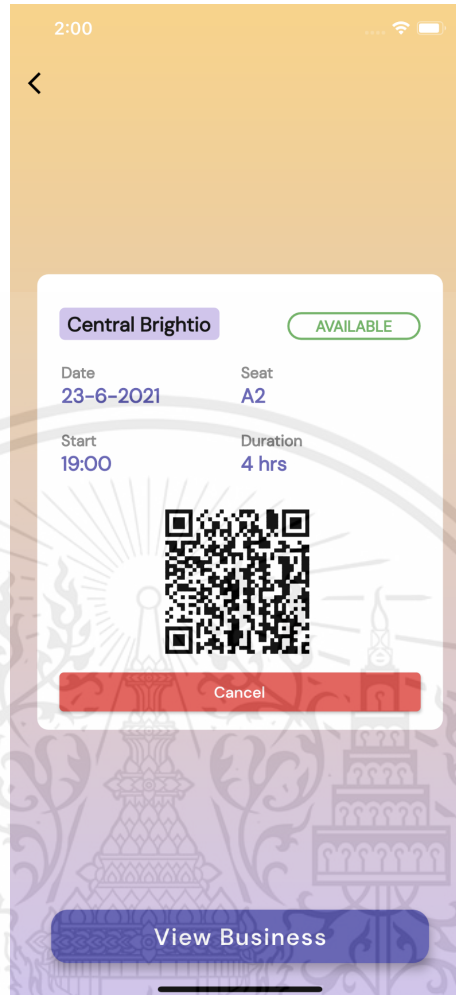 2:00
Central Brightio
AVAILABLE
Date
Seat
23-6-2021
A2
Start
Duration
19:00
4 hrs
Cancel
View Business